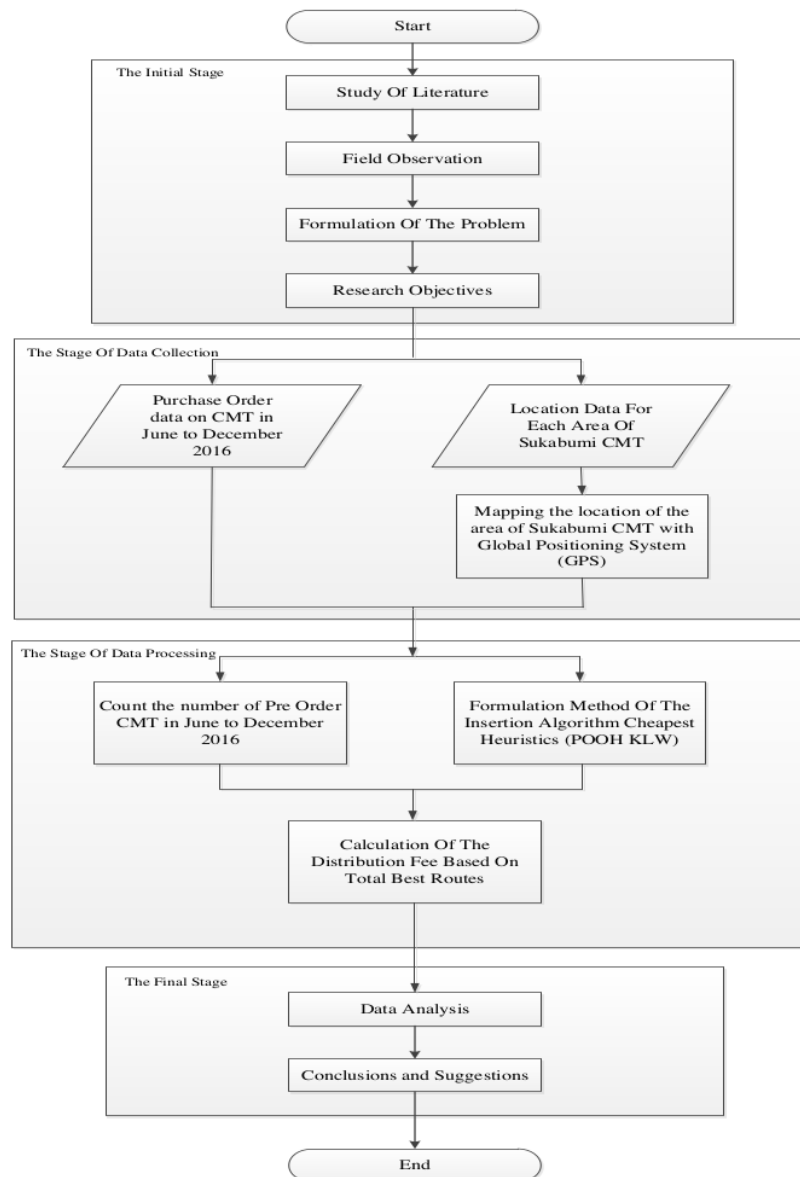 Start
The Initial Stage
Study Of Literature
Field Observation
Formulation Of The Problem
Research Objectives
The Stage Of Data Collection
Purchase Order
data on CMT in
June to December
2016
Location Data For
Each Area Of
Sukabumi CMT
Mapping the location of the
area of Sukabumi CMT with
Global Positioning System
(GPS)
The Stage Of Data Processing
Count the number of Pre Order
CMT in June to December
2016
Formulation Method Of The
Insertion Algorithm Cheapest
Heuristics (POOH KLW)
Calculation Of The
Distribution Fee Based On
Total Best Routes
The Final Stage
Data Analysis
Conclusions and Suggestions
End